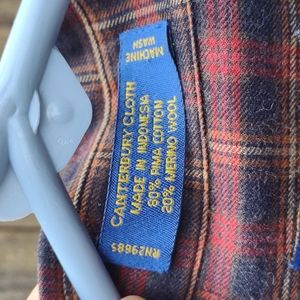 MACHINE
WASH
CANTERBURY CLOTH
MADE IN INDONESIA
80% PIMA COTTON
20% MERINO WOOL
RN29685